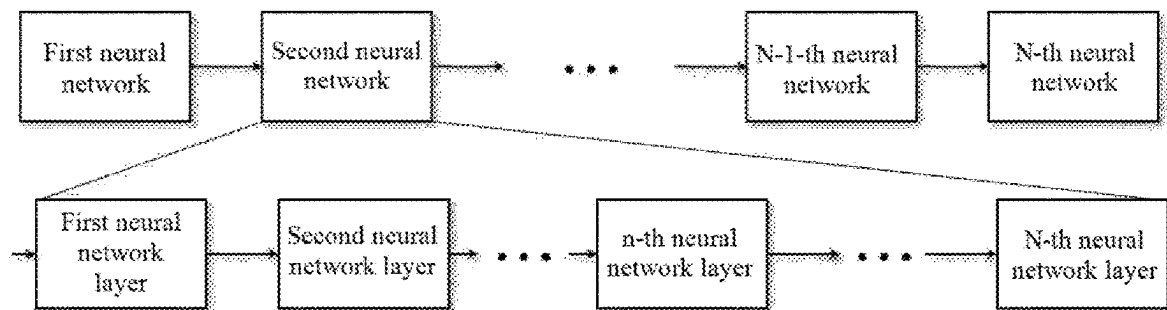 First neural
network
Second neural
network
• • •
N-1-th neural
network
N-th neural
network
First neural
network
layer
Second neural
network layer
• • •
n-th neural
network layer
• • •
N-th neural
network layer